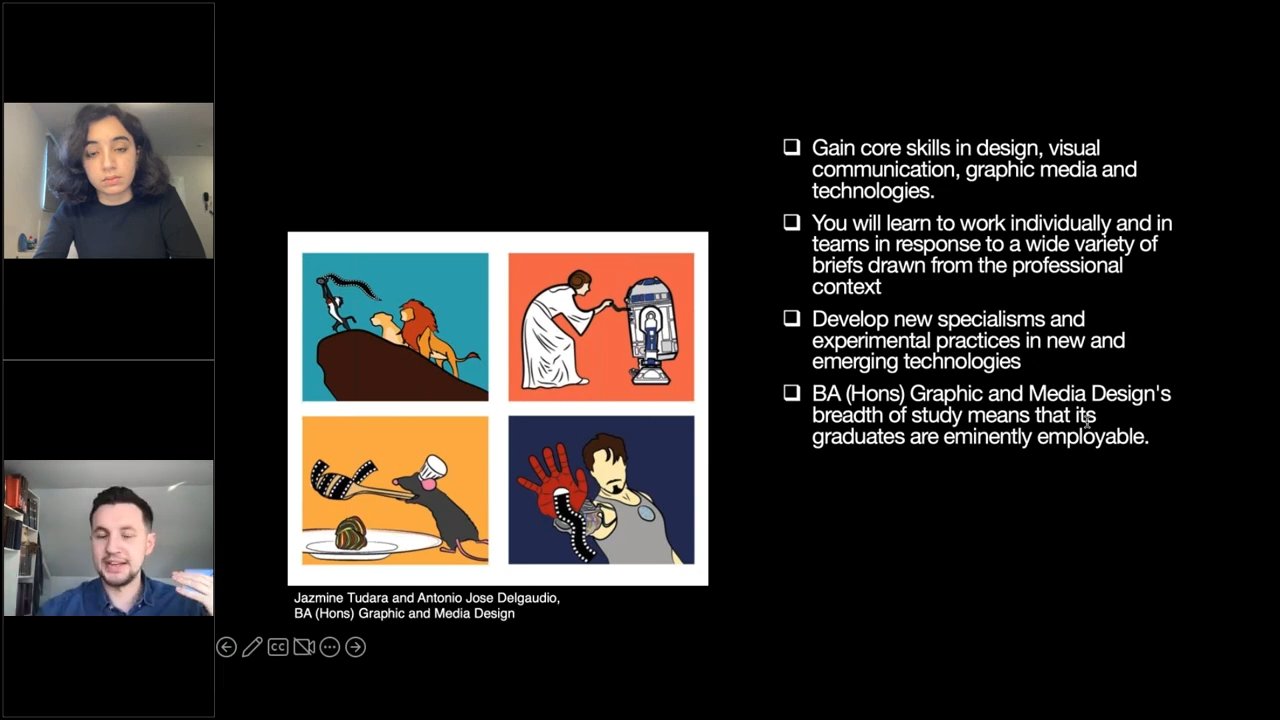 Gain core skills in design, visual
communication, graphic media and
technologies.
You will learn to work individually and in
teams in response to a wide variety of
briefs drawn from the professional
context
Develop new specialisms and
experimental practices in new and
emerging technologies
BA (Hons) Graphic and Media Design's
breadth of study means that its
graduates are eminently employable.
Jazmine Tudara and Antonio Jose Delgaudio,
BA (Hons) Graphic and Media Design
CC